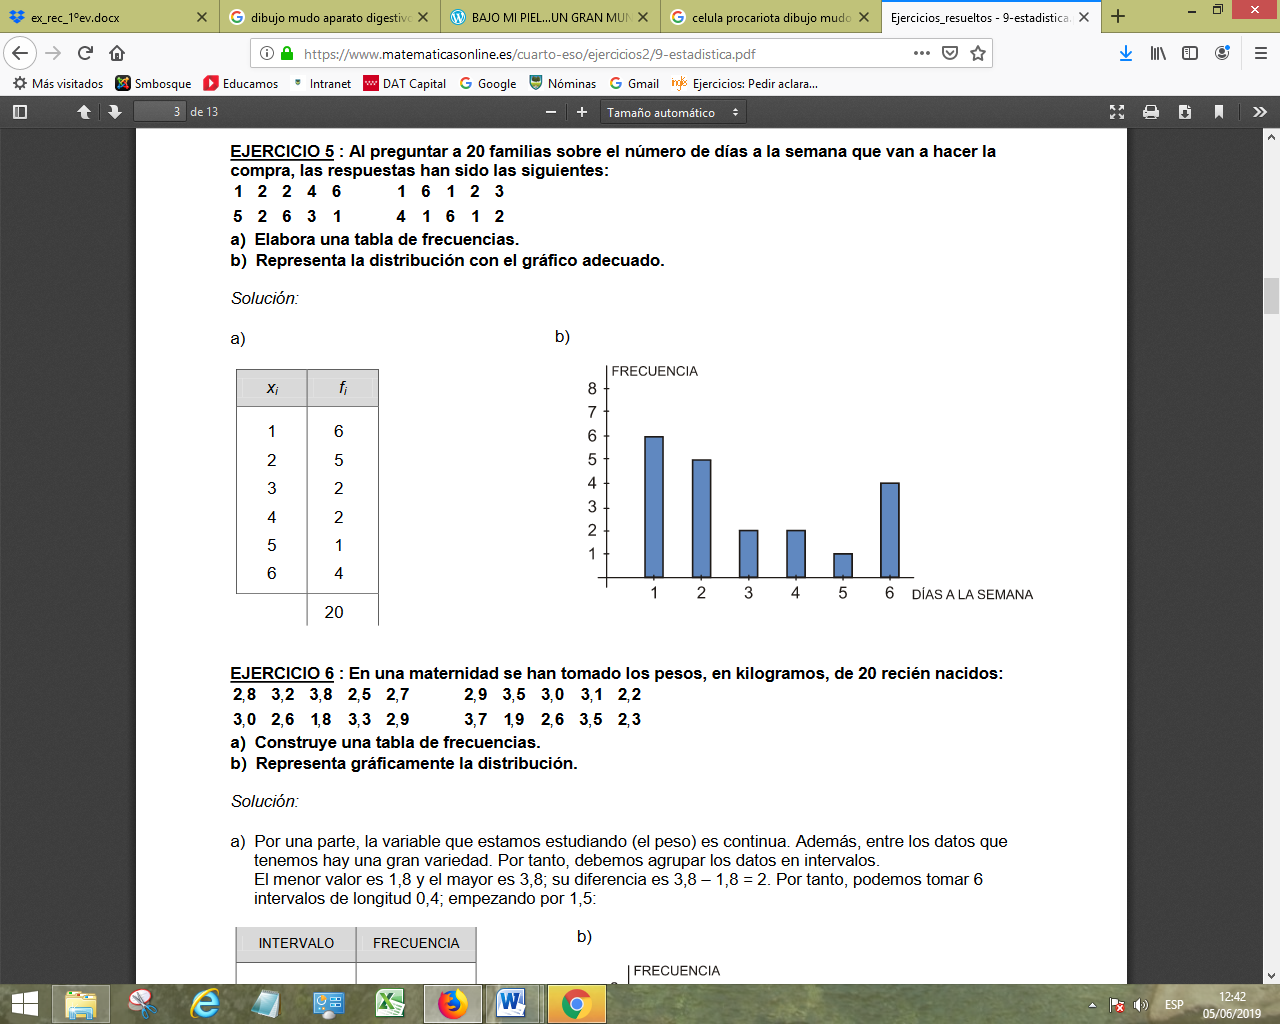 ex_rec_1ºev.docx
dibujo mudo aparato digestivo
BAJO MI PIEL...UN GRAN MUN
celula procariota dibujo mudo
Ejercicios_resueltos - 9-estadistica.
https://www.matematicasonline.es/cuarto-eso/ejercicios2/9-estadistica.pdf
Más visitados
Smbosque
Educamos
Intranet
DAT Capital
Google
Nóminas
Gmail
Ejercicios: Pedir aclara...
3 de 13
Tamaño automático
EJERCICIO 5 : Al preguntar a 20 familias sobre el número de días a la semana que van a hacer la
compra, las respuestas han sido las siguientes:
1 2 2 4 6 1 6 1 2 3
5 2 6 3 1 4 1 6 1 2
a) Elabora una tabla de frecuencias.
b) Representa la distribución con el gráfico adecuado.
Solución:
a)
xi fi
1 6
2 5
3 2
4 2
5 1
6 4
20
b)
FRECUENCIA
8
7
6
5
4
3
2
1
1 2 3 4 5 6 DÍAS A LA SEMANA
EJERCICIO 6 : En una maternidad se han tomado los pesos, en kilogramos, de 20 recién nacidos:
2,8 3,2 3,8 2,5 2,7 2,9 3,5 3,0 3,1 2,2
3,0 2,6 1,8 3,3 2,9 3,7 1,9 2,6 3,5 2,3
a) Construye una tabla de frecuencias.
b) Representa gráficamente la distribución.
Solución:
a) Por una parte, la variable que estamos estudiando (el peso) es continua. Además, entre los datos que
tenemos hay una gran variedad. Por tanto, debemos agrupar los datos en intervalos.
El menor valor es 1,8 y el mayor es 3,8; su diferencia es 3,8 – 1,8 = 2. Por tanto, podemos tomar 6
intervalos de longitud 0,4; empezando por 1,5:
INTERVALO FRECUENCIA
b)
FRECUENCIA
ESP
12:42
05/06/2019